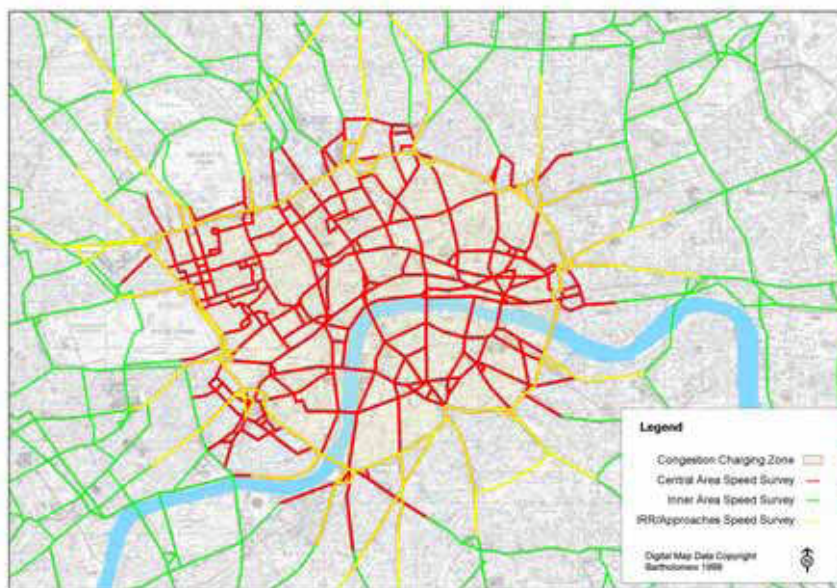 Legend
Congestion Charging Zone
Central Area Speed Survey
Inner Area Speed Survey
IRR/Approaches Speed Survey
Digital Map Data Copyright
Bartholomew 1999